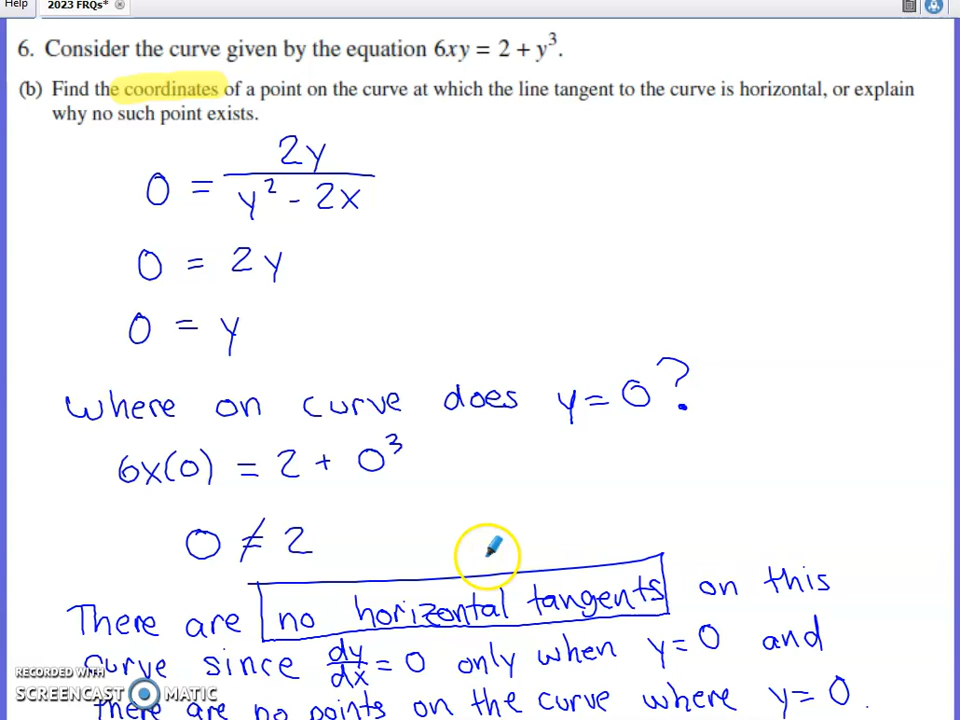 Help
2023 FRQs*
6. Consider the curve given by the equation 6xy = 2 + y³.
(b) Find the coordinates of a point on the curve at which the line tangent to the curve is horizontal, or explain
why no such point exists.
0 = 2y / (y² - 2x)
0 = 2y
0 = y
Where on curve does y=0?
6x(0) = 2 + 0³
0 ≠ 2
There are no horizontal tangents on this
curve since dy/dx = 0 only when y=0 and
there are no points on the curve where y=0.
RECORDED WITH
SCREENCAST MATIC